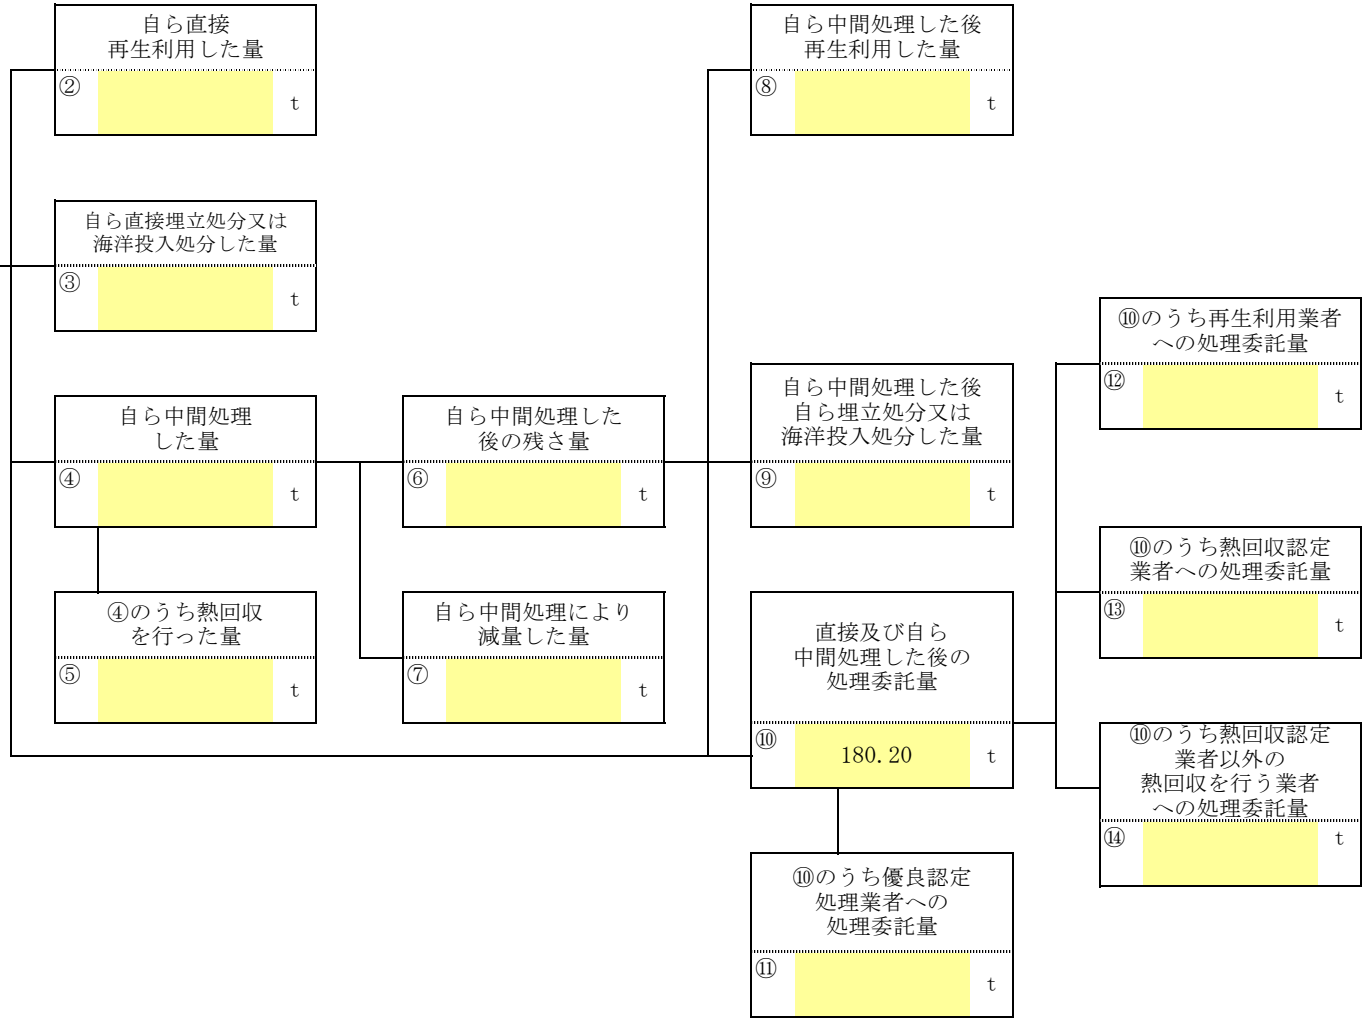 自ら直接
再生利用した量
②
t
自ら中間処理した後
再生利用した量
⑧
t
自ら直接埋立処分又は
海洋投入処分した量
③
t
⑩のうち再生利用業者
への処理委託量
⑫
t
自ら中間処理
した量
④
t
自ら中間処理した
後の残さ量
⑥
t
自ら中間処理した後
自ら埋立処分又は
海洋投入処分した量
⑨
t
⑩のうち熱回収認定
業者への処理委託量
⑬
t
④のうち熱回収
を行った量
⑤
t
自ら中間処理により
減量した量
⑦
t
直接及び自ら
中間処理した後の
処理委託量
⑩
180.20
t
⑩のうち熱回収認定
業者以外の
熱回収を行う業者
への処理委託量
⑭
t
⑩のうち優良認定
処理業者への
処理委託量
⑪
t